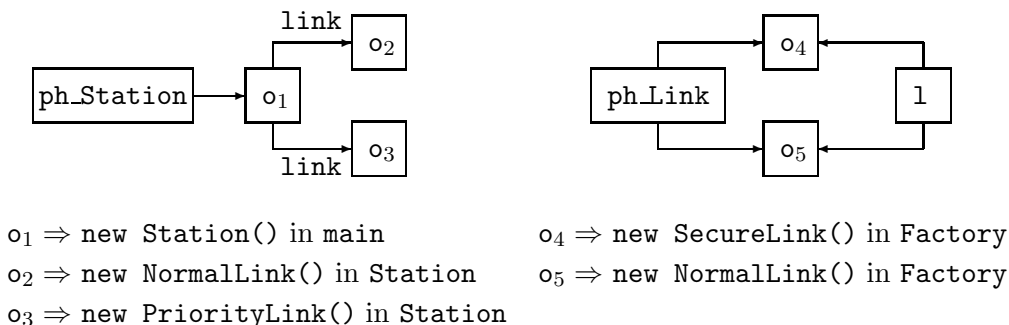 link
o2
ph_Station
o1
o3
link
o4
ph_Link
l
o5
o1 ⇒ new Station() in main
o2 ⇒ new NormalLink() in Station
o3 ⇒ new PriorityLink() in Station
o4 ⇒ new SecureLink() in Factory
o5 ⇒ new NormalLink() in Factory